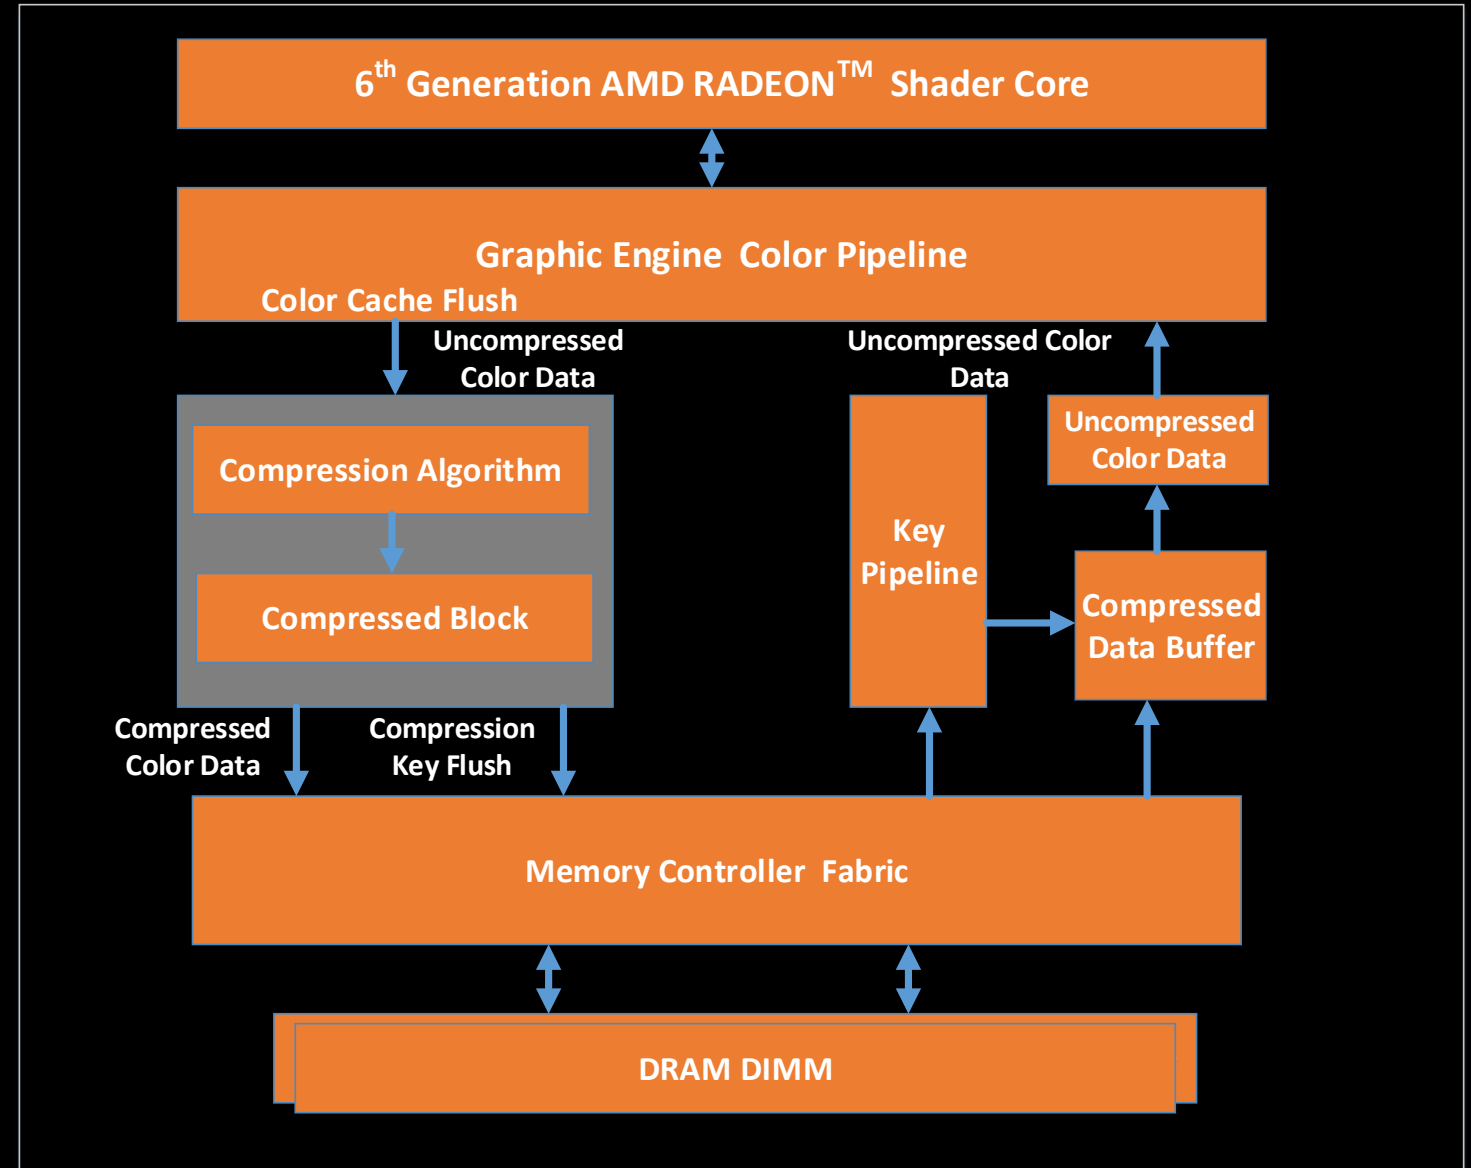 6th Generation AMD RADEON™ Shader Core
Graphic Engine Color Pipeline
Color Cache Flush
Uncompressed
Color Data
Uncompressed Color
Data
Compression Algorithm
Compressed Block
Key
Pipeline
Uncompressed
Color Data
Compressed
Data Buffer
Compressed
Color Data
Compression
Key Flush
Memory Controller Fabric
DRAM DIMM